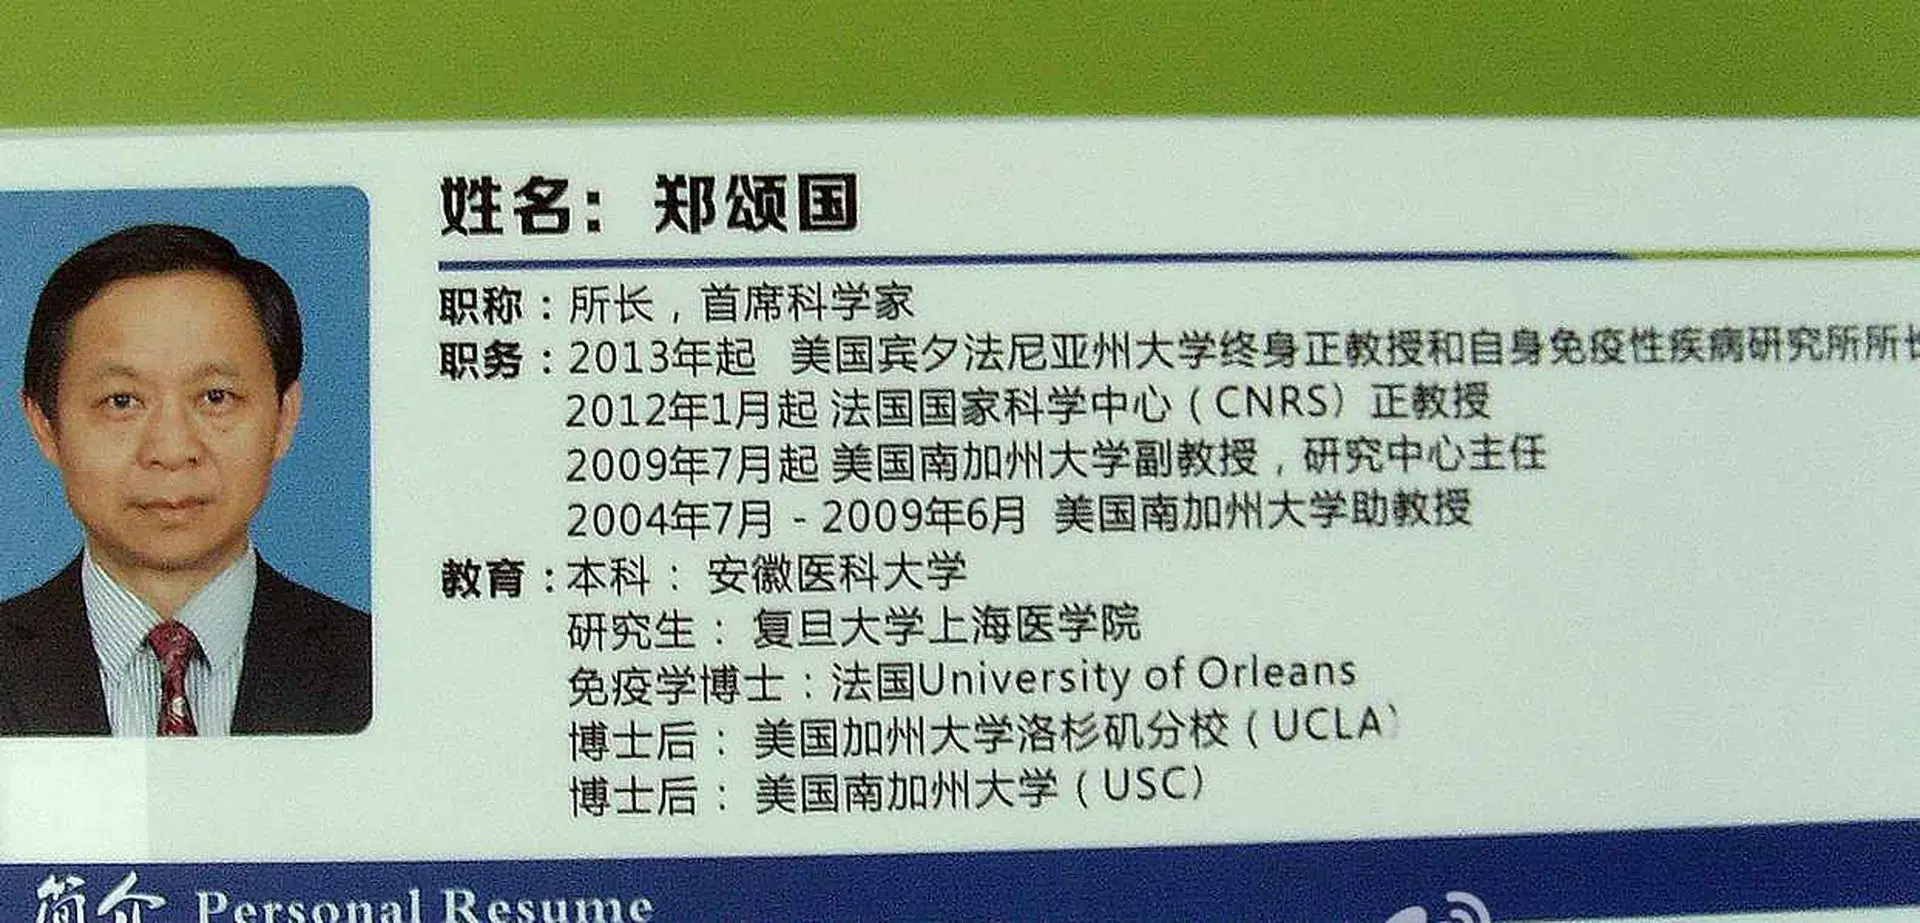 姓名：郑颂国
职称：所长，首席科学家
职务：2013年起 美国宾夕法尼亚州大学终身正教授和自身免疫性疾病研究所所长
2012年1月起 法国国家科学中心（CNRS）正教授
2009年7月起 美国南加州大学副教授，研究中心主任
2004年7月 - 2009年6月 美国南加州大学助教授
教育：本科： 安徽医科大学
研究生： 复旦大学上海医学院
免疫学博士：法国University of Orleans
博士后： 美国加州大学洛杉矶分校（UCLA）
博士后： 美国南加州大学（USC）
简介 Personal Resume